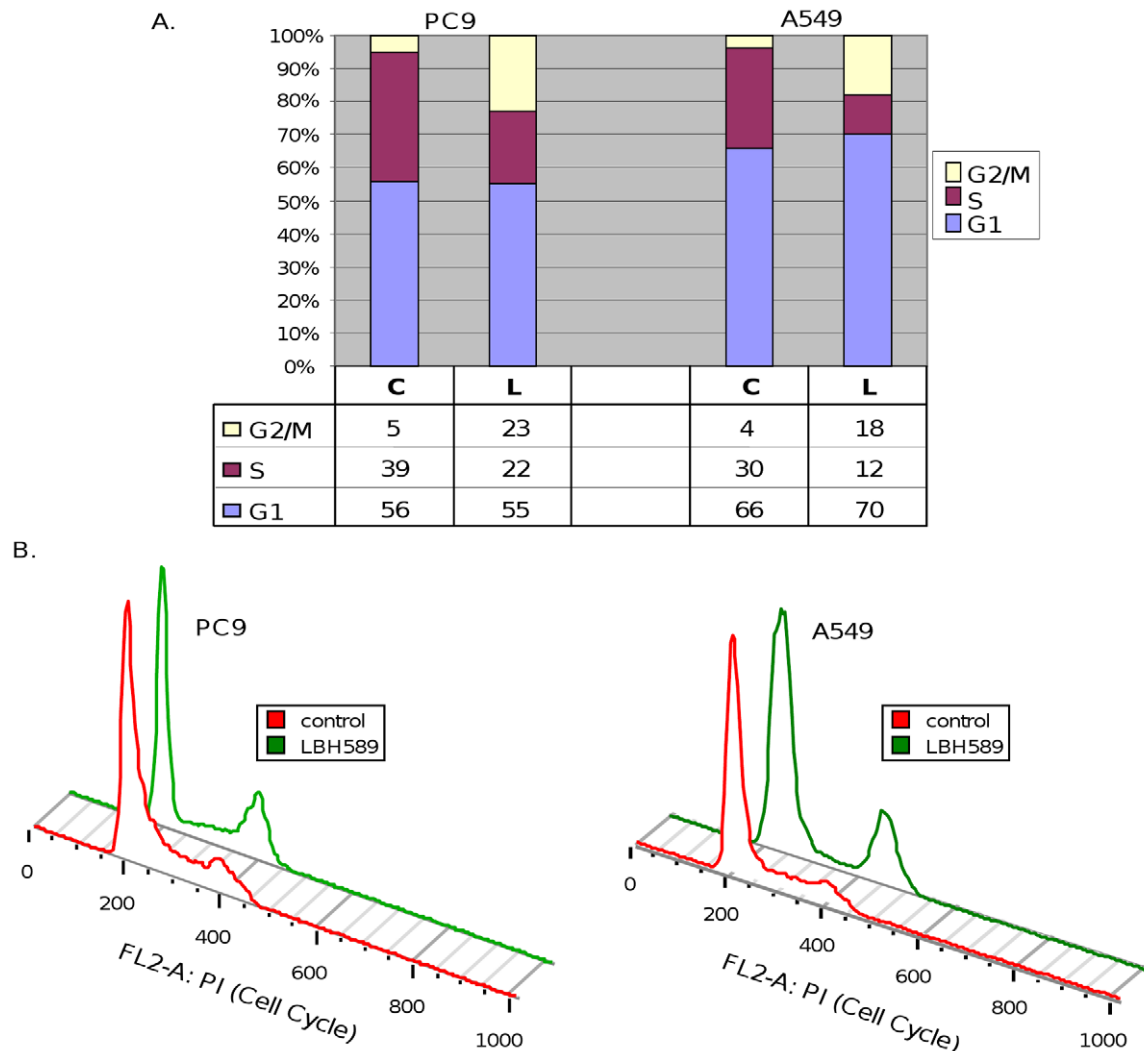 A.
PC9 A549
100%
90%
80%
70%
60%
50%
40%
30%
20%
10%
0%
G2/M
S
G1
C L C L
G2/M 5 23 4 18
S 39 22 30 12
G1 56 55 66 70
B.
PC9
control
LBH589
0
200
400
600
800
1000
FL2-A: PI (Cell Cycle)
A549
control
LBH589
0
200
400
600
800
1000
FL2-A: PI (Cell Cycle)